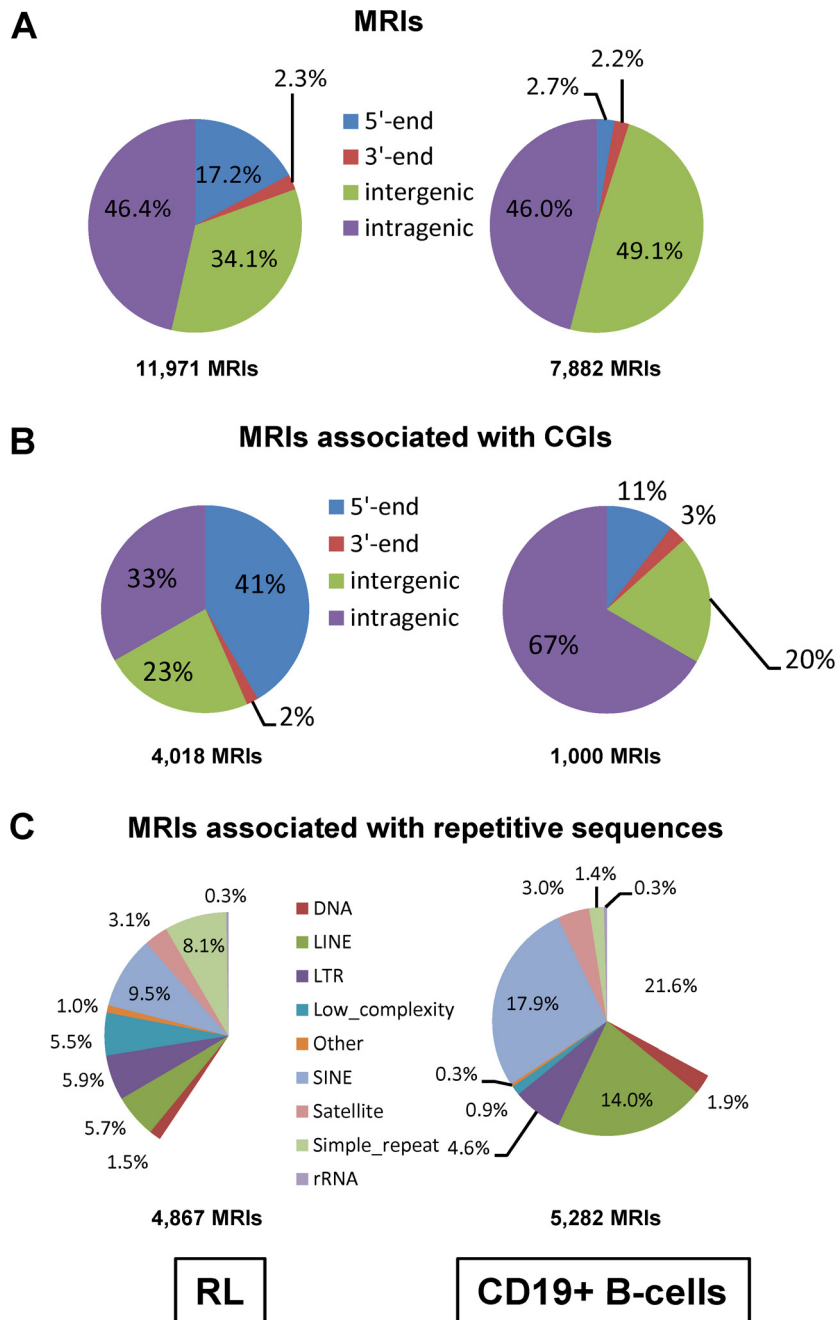 A
MRIs
2.3%
17.2%
46.4%
34.1%
5'-end
3'-end
intergenic
intragenic
2.2%
2.7%
46.0%
49.1%
11,971 MRIs
7,882 MRIs
B
MRIs associated with CGIs
33%
41%
23%
2%
5'-end
3'-end
intergenic
intragenic
11%
3%
67%
20%
4,018 MRIs
1,000 MRIs
C
MRIs associated with repetitive sequences
0.3%
3.1%
8.1%
9.5%
1.0%
5.5%
5.9%
5.7%
1.5%
DNA
LINE
LTR
Low_complexity
Other
SINE
Satellite
Simple_repeat
rRNA
1.4%
3.0%
0.3%
21.6%
17.9%
0.3%
0.9%
4.6%
14.0%
1.9%
4,867 MRIs
5,282 MRIs
RL
CD19+ B-cells